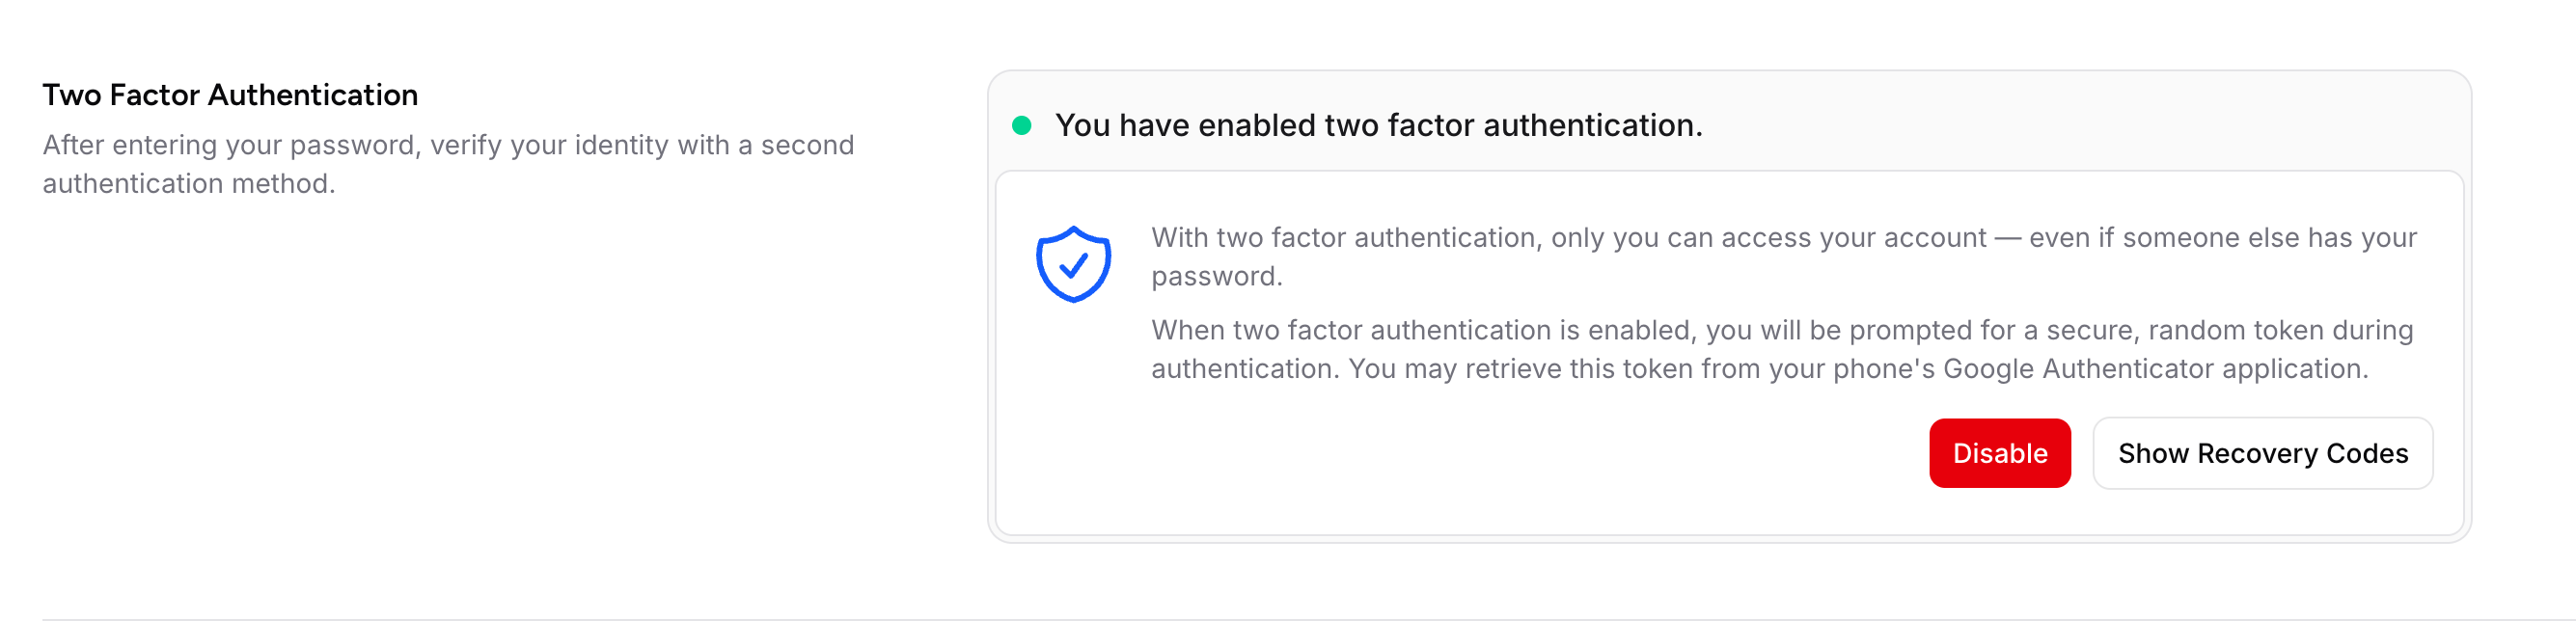 Two Factor Authentication
After entering your password, verify your identity with a second
authentication method.
You have enabled two factor authentication.
With two factor authentication, only you can access your account — even if someone else has your
password.
When two factor authentication is enabled, you will be prompted for a secure, random token during
authentication. You may retrieve this token from your phone's Google Authenticator application.
Disable
Show Recovery Codes